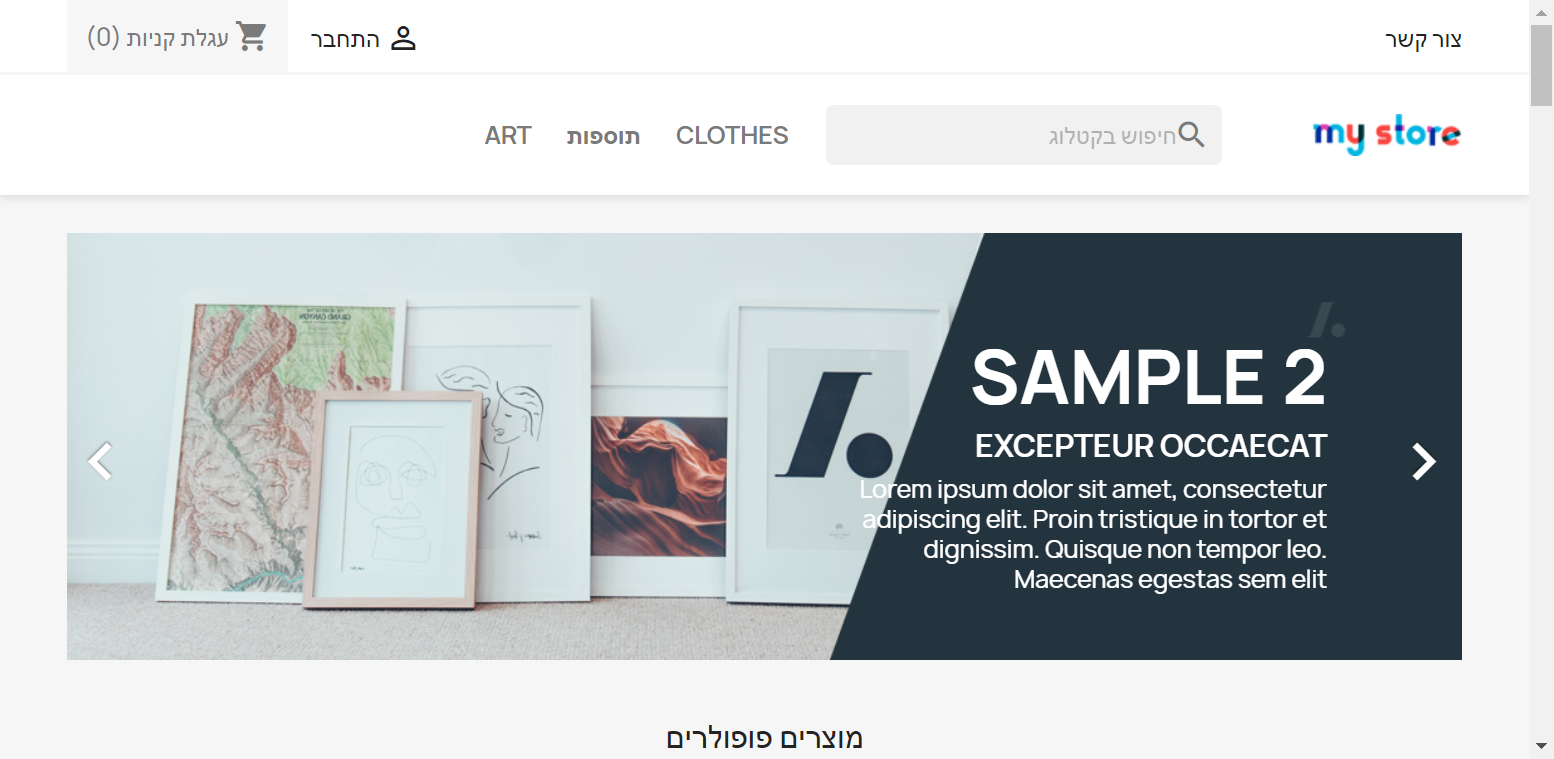 צור קשר
התחבר
עגלת קניות (0)
my store
חיפוש בקטלוג
CLOTHES
תוספות
ART
SAMPLE 2
EXCEPTEUR OCCAECAT
Lorem ipsum dolor sit amet, consectetur
adipiscing elit. Proin tristique in tortor et
dignissim. Quisque non tempor leo.
Maecenas egestas sem elit
GRAND CANYON
מוצרים פופולרים